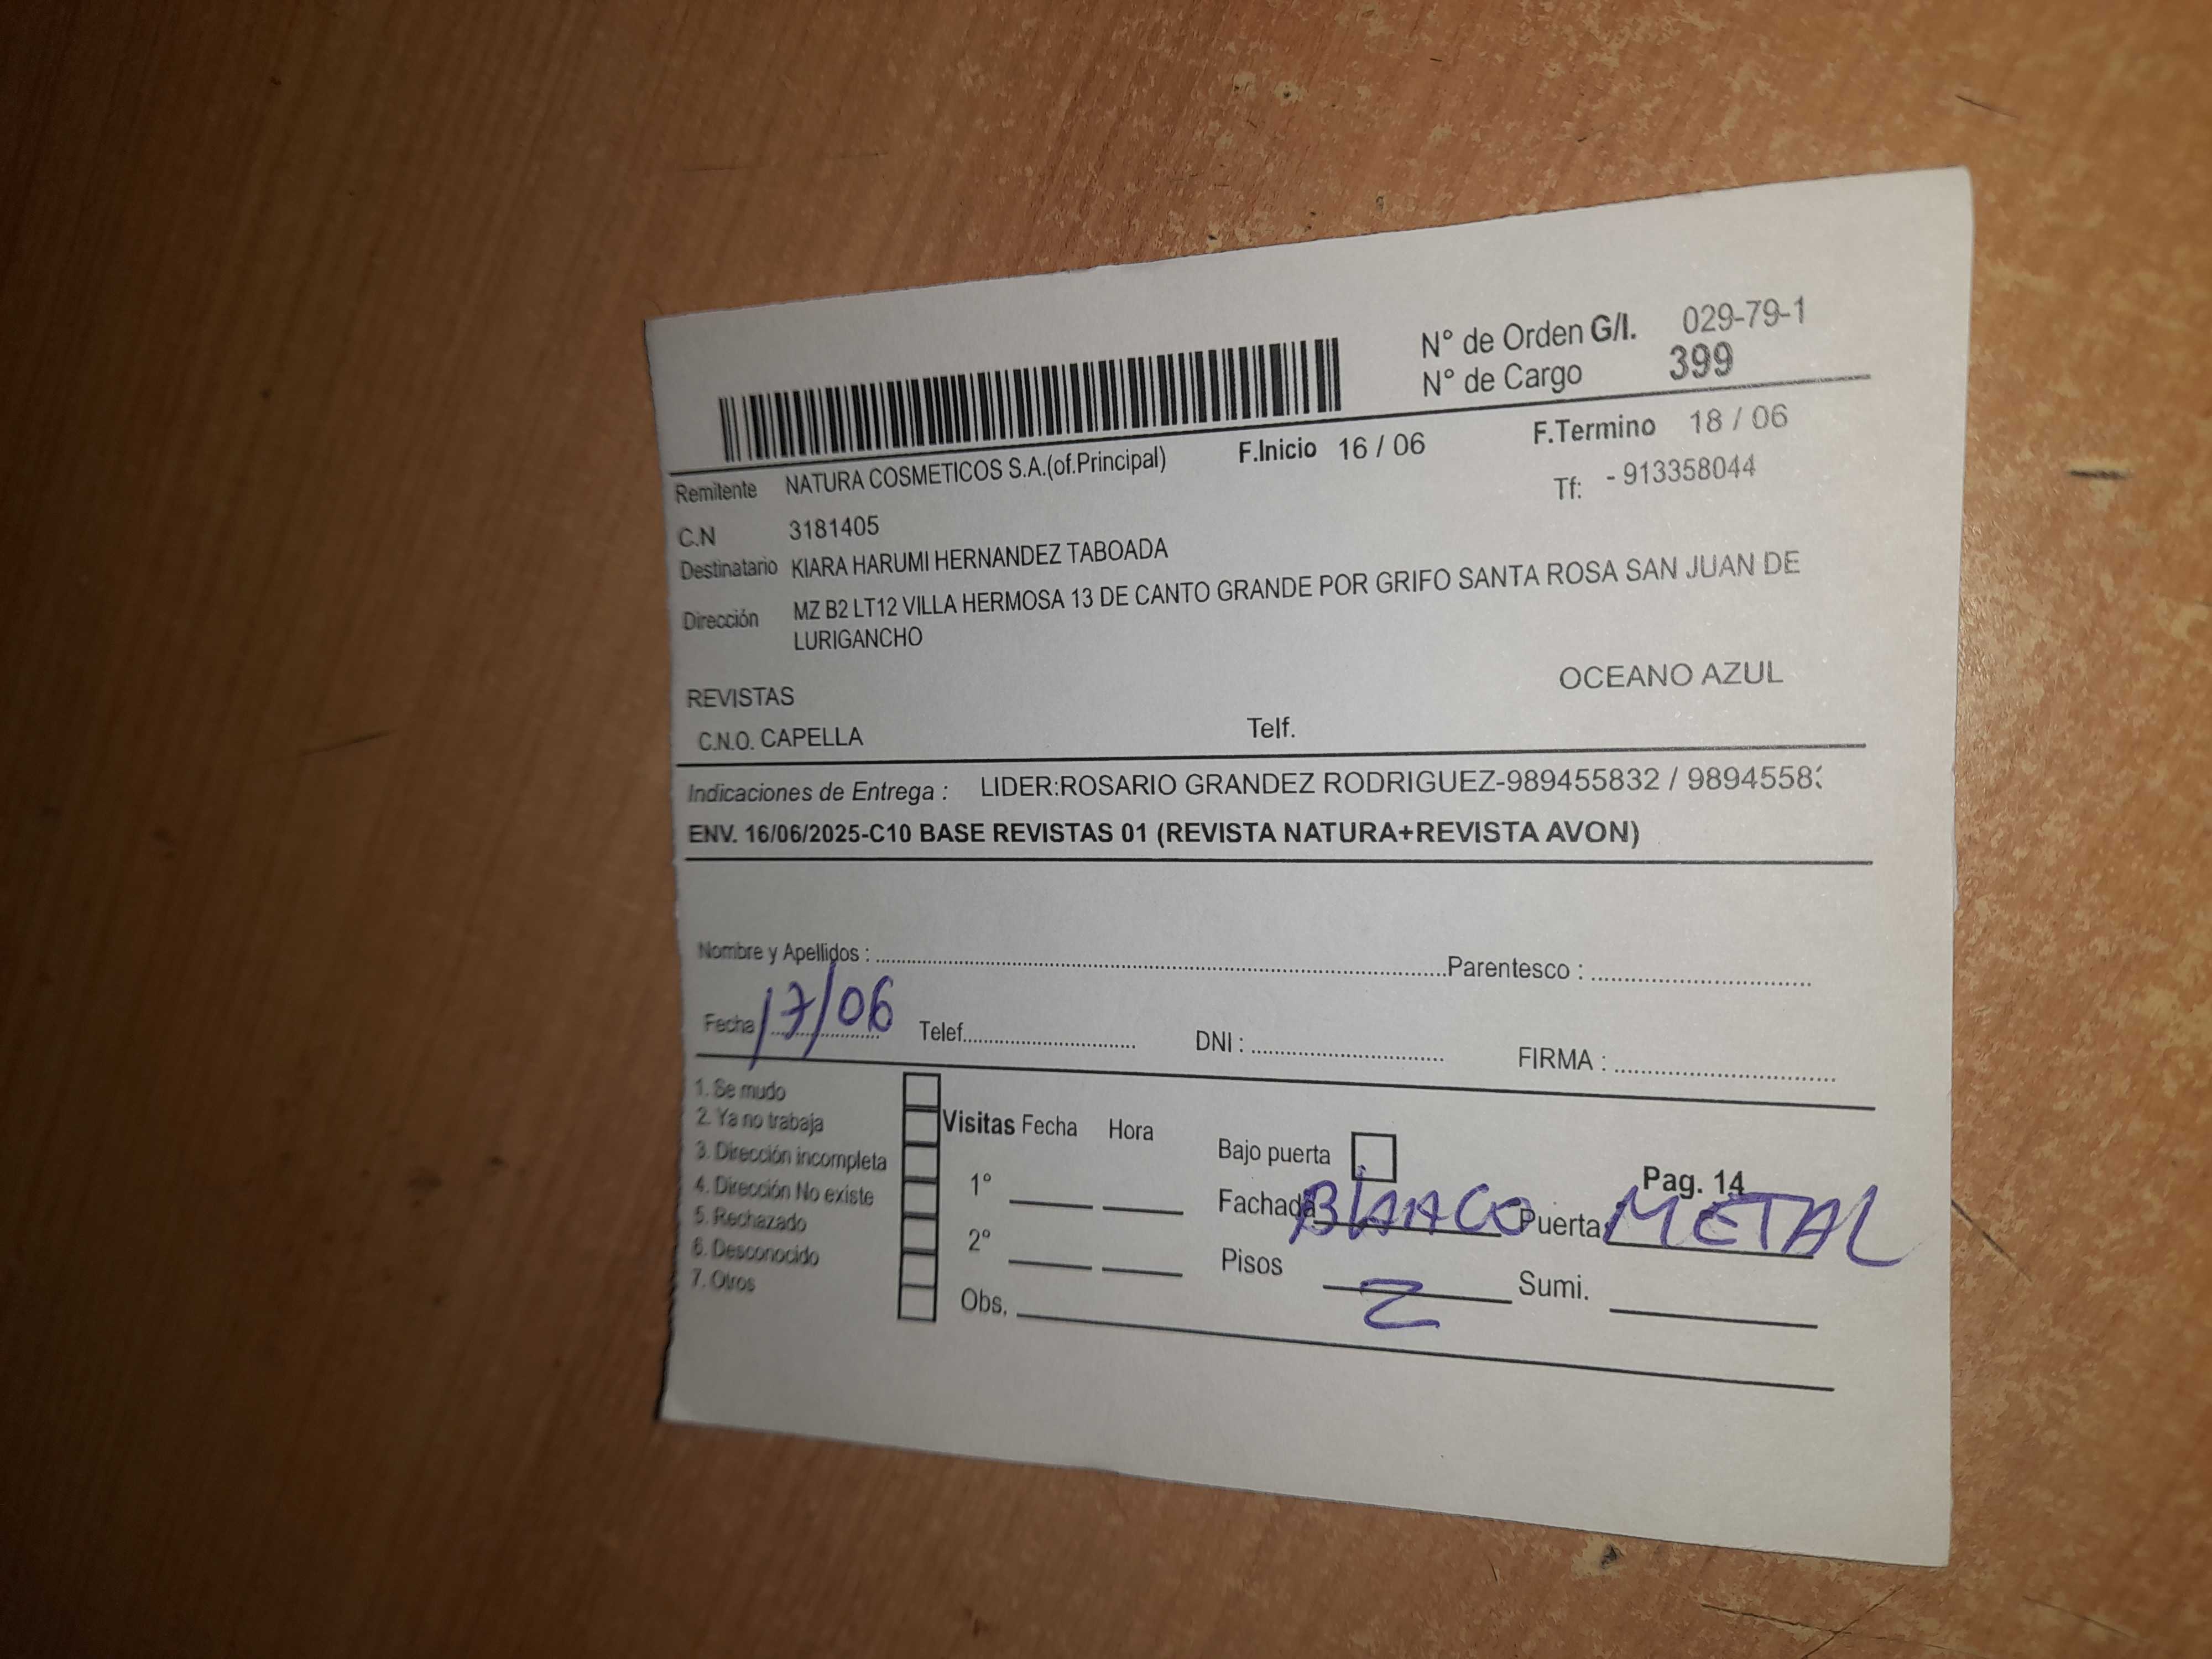 N° de Orden G/I. 029-79-1
N° de Cargo 399
F.Inicio 16 / 06 F.Termino 18 / 06
Remitente NATURA COSMETICOS S.A.(of.Principal) Tf: - 913358044
C.N 3181405
Destinatario KIARA HARUMI HERNANDEZ TABOADA
Dirección MZ B2 LT12 VILLA HERMOSA 13 DE CANTO GRANDE POR GRIFO SANTA ROSA SAN JUAN DE
LURIGANCHO
OCEANO AZUL
REVISTAS
C.N.O. CAPELLA Telf.
Indicaciones de Entrega : LIDER:ROSARIO GRANDEZ RODRIGUEZ-989455832 / 9894558
ENV. 16/06/2025-C10 BASE REVISTAS 01 (REVISTA NATURA+REVISTA AVON)
Nombre y Apellidos : Parentesco :
Fecha 17/06 Telef. DNI : FIRMA :
1. Se mudo
2. Ya no trabaja
3. Dirección incompleta
4. Dirección No existe
5. Rechazado
6. Desconocido
7. Otros
Visitas Fecha Hora
1°
2°
Obs.
Bajo puerta Pag. 14
Fachada BLANCO Puerta METAL
Pisos 2 Sumi.